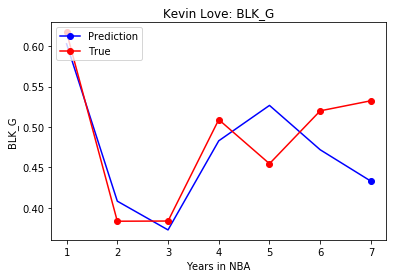 Kevin Love: BLK_G
Prediction
True
0.60
0.55
0.50
0.45
0.40
BLK_G
1 2 3 4 5 6 7
Years in NBA